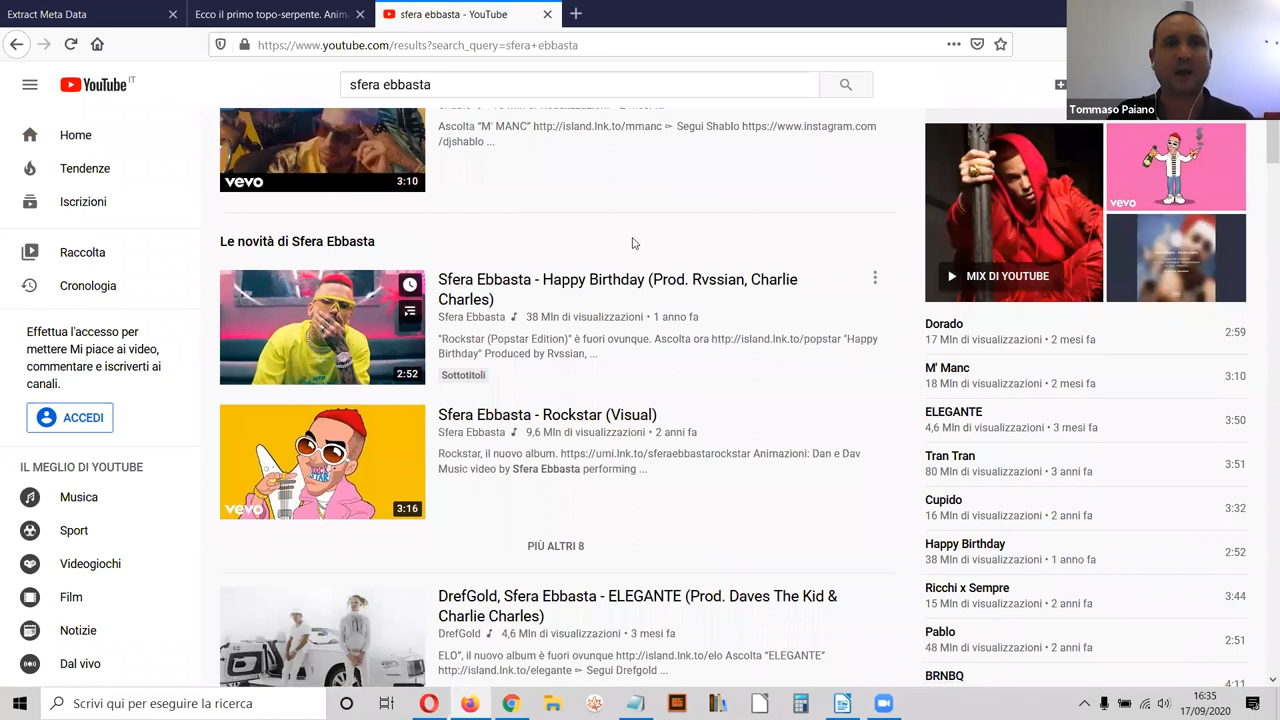 Extract Meta Data
Ecco il primo topo-serpente. Anim
sfera ebbasta - YouTube
https://www.youtube.com/results?search_query=sfera+ebbasta
YouTube IT
sfera ebbasta
Tommaso Paiano
Home
Tendenze
Iscrizioni
Raccolta
Cronologia
Effettua l'accesso per
mettere Mi piace ai video,
commentare e iscriverti ai
canali.
ACCEDI
IL MEGLIO DI YOUTUBE
Musica
Sport
Videogiochi
Film
Notizie
Dal vivo
vevo
3:10
Ascolta "M' MANC" http://island.lnk.to/mmanc ► Segui Shablo https://www.instagram.com
/djshablo ...
Le novità di Sfera Ebbasta
2:52
Sfera Ebbasta - Happy Birthday (Prod. Rvssian, Charlie
Charles)
Sfera Ebbasta 38 Mln di visualizzazioni • 1 anno fa
"Rockstar (Popstar Edition)" è fuori ovunque. Ascolta ora http://island.lnk.to/popstar "Happy
Birthday" Produced by Rvssian, ...
Sottotitoli
vevo
ROCK
STAR
3:16
Sfera Ebbasta - Rockstar (Visual)
Sfera Ebbasta 9,6 Mln di visualizzazioni • 2 anni fa
Rockstar, il nuovo album. https://umi.lnk.to/sferaebbastarockstar Animazioni: Dan e Dav
Music video by Sfera Ebbasta performing ...
PIÙ ALTRI 8
DrefGold, Sfera Ebbasta - ELEGANTE (Prod. Daves The Kid &
Charlie Charles)
DrefGold 4,6 Mln di visualizzazioni • 3 mesi fa
ELO", il nuovo album è fuori ovunque http://island.lnk.to/elo Ascolta "ELEGANTE"
http://island.lnk.to/elegante ► Segui Drefgold ...
vevo
MIX DI YOUTUBE
Dorado
17 Mln di visualizzazioni • 2 mesi fa
2:59
M' Manc
18 Mln di visualizzazioni • 2 mesi fa
3:10
ELEGANTE
4,6 Mln di visualizzazioni • 3 mesi fa
3:50
Tran Tran
80 Mln di visualizzazioni • 3 anni fa
3:51
Cupido
16 Mln di visualizzazioni • 2 anni fa
3:32
Happy Birthday
38 Mln di visualizzazioni • 1 anno fa
2:52
Ricchi x Sempre
15 Mln di visualizzazioni • 2 anni fa
3:44
Pablo
48 Mln di visualizzazioni • 2 anni fa
2:51
BRNBQ
4:11
Scrivi qui per eseguire la ricerca
16:35
17/09/2020